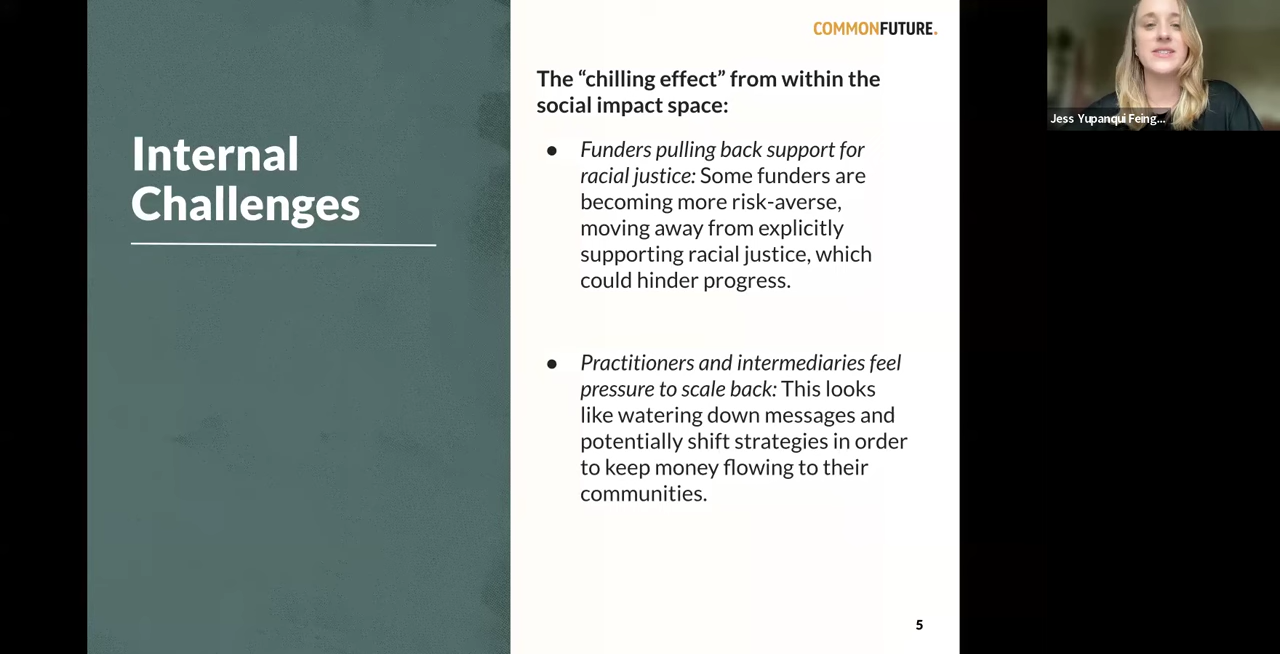 Internal
Challenges
COMMONFUTURE.
The “chilling effect” from within the
social impact space:
● Funders pulling back support for
racial justice: Some funders are
becoming more risk-averse,
moving away from explicitly
supporting racial justice, which
could hinder progress.
● Practitioners and intermediaries feel
pressure to scale back: This looks
like watering down messages and
potentially shift strategies in order
to keep money flowing to their
communities.
5
Jess Yupanqui Feing...